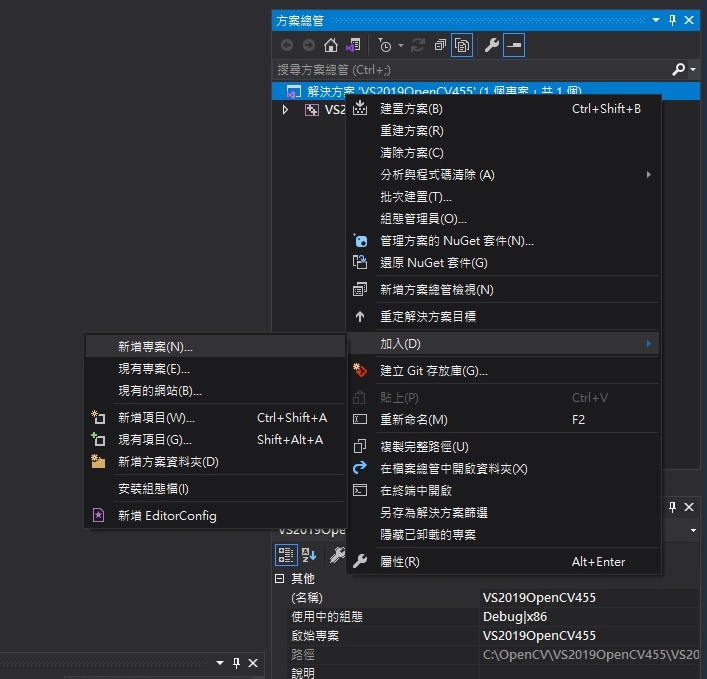 方案總管
搜尋方案總管 (Ctrl+;)
解決方案 'VS2019OpenCV455' (1 個專案，共 1 個)
VS2
建置方案(B) Ctrl+Shift+B
重建方案(R)
清除方案(C)
分析與程式碼清除 (A)
批次建置(T)...
組態管理員(O)...
管理方案的 NuGet 套件(N)...
還原 NuGet 套件(G)
新增方案總管檢視(N)
重定解決方案目標
加入(D)
建立 Git 存放庫(G)...
貼上(P) Ctrl+V
重新命名(M) F2
複製完整路徑(U)
在檔案總管中開啟資料夾(X)
在終端中開啟
另存為解決方案篩選
隱藏已卸載的專案
屬性(R) Alt+Enter
新增專案(N)...
現有專案(E)...
現有的網站(B)...
新增項目(W)... Ctrl+Shift+A
現有項目(G)... Shift+Alt+A
新增方案資料夾(D)
安裝組態檔(I)
新增 EditorConfig
VS2019Open
其他
(名稱) VS2019OpenCV455
使用中的組態 Debug|x86
啟始專案 VS2019OpenCV455
路徑 C:\OpenCV\VS2019OpenCV455\VS20
說明